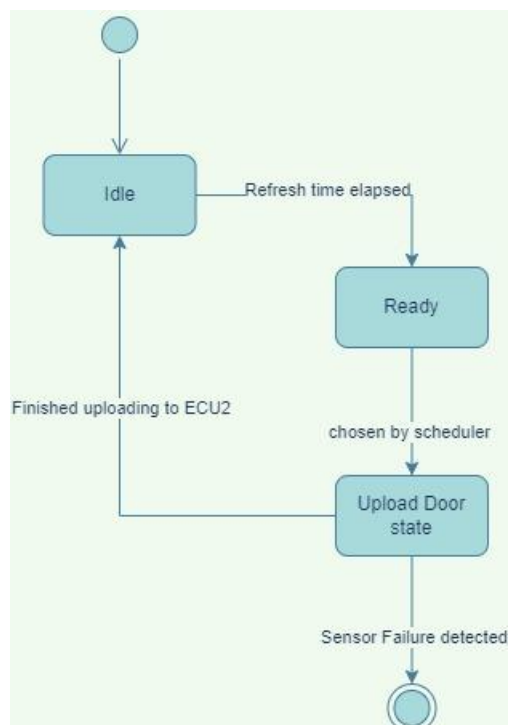 Idle
Refresh time elapsed
Ready
Finished uploading to ECU2
chosen by scheduler
Upload Door
state
Sensor Failure detected